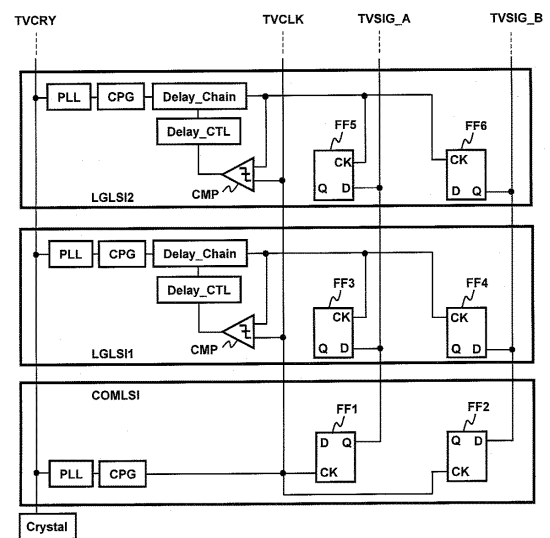 TVCRY TVCLK TVSIG_A TVSIG_B
PLL CPG Delay_Chain
Delay_CTL
FF5 FF6
CK CK
Q D D Q
CMP
LGLSI2
PLL CPG Delay_Chain
Delay_CTL
FF3 FF4
CK CK
Q D Q D
CMP
LGLSI1
COMLSI
FF1 FF2
D Q Q D
PLL CPG CK CK
Crystal